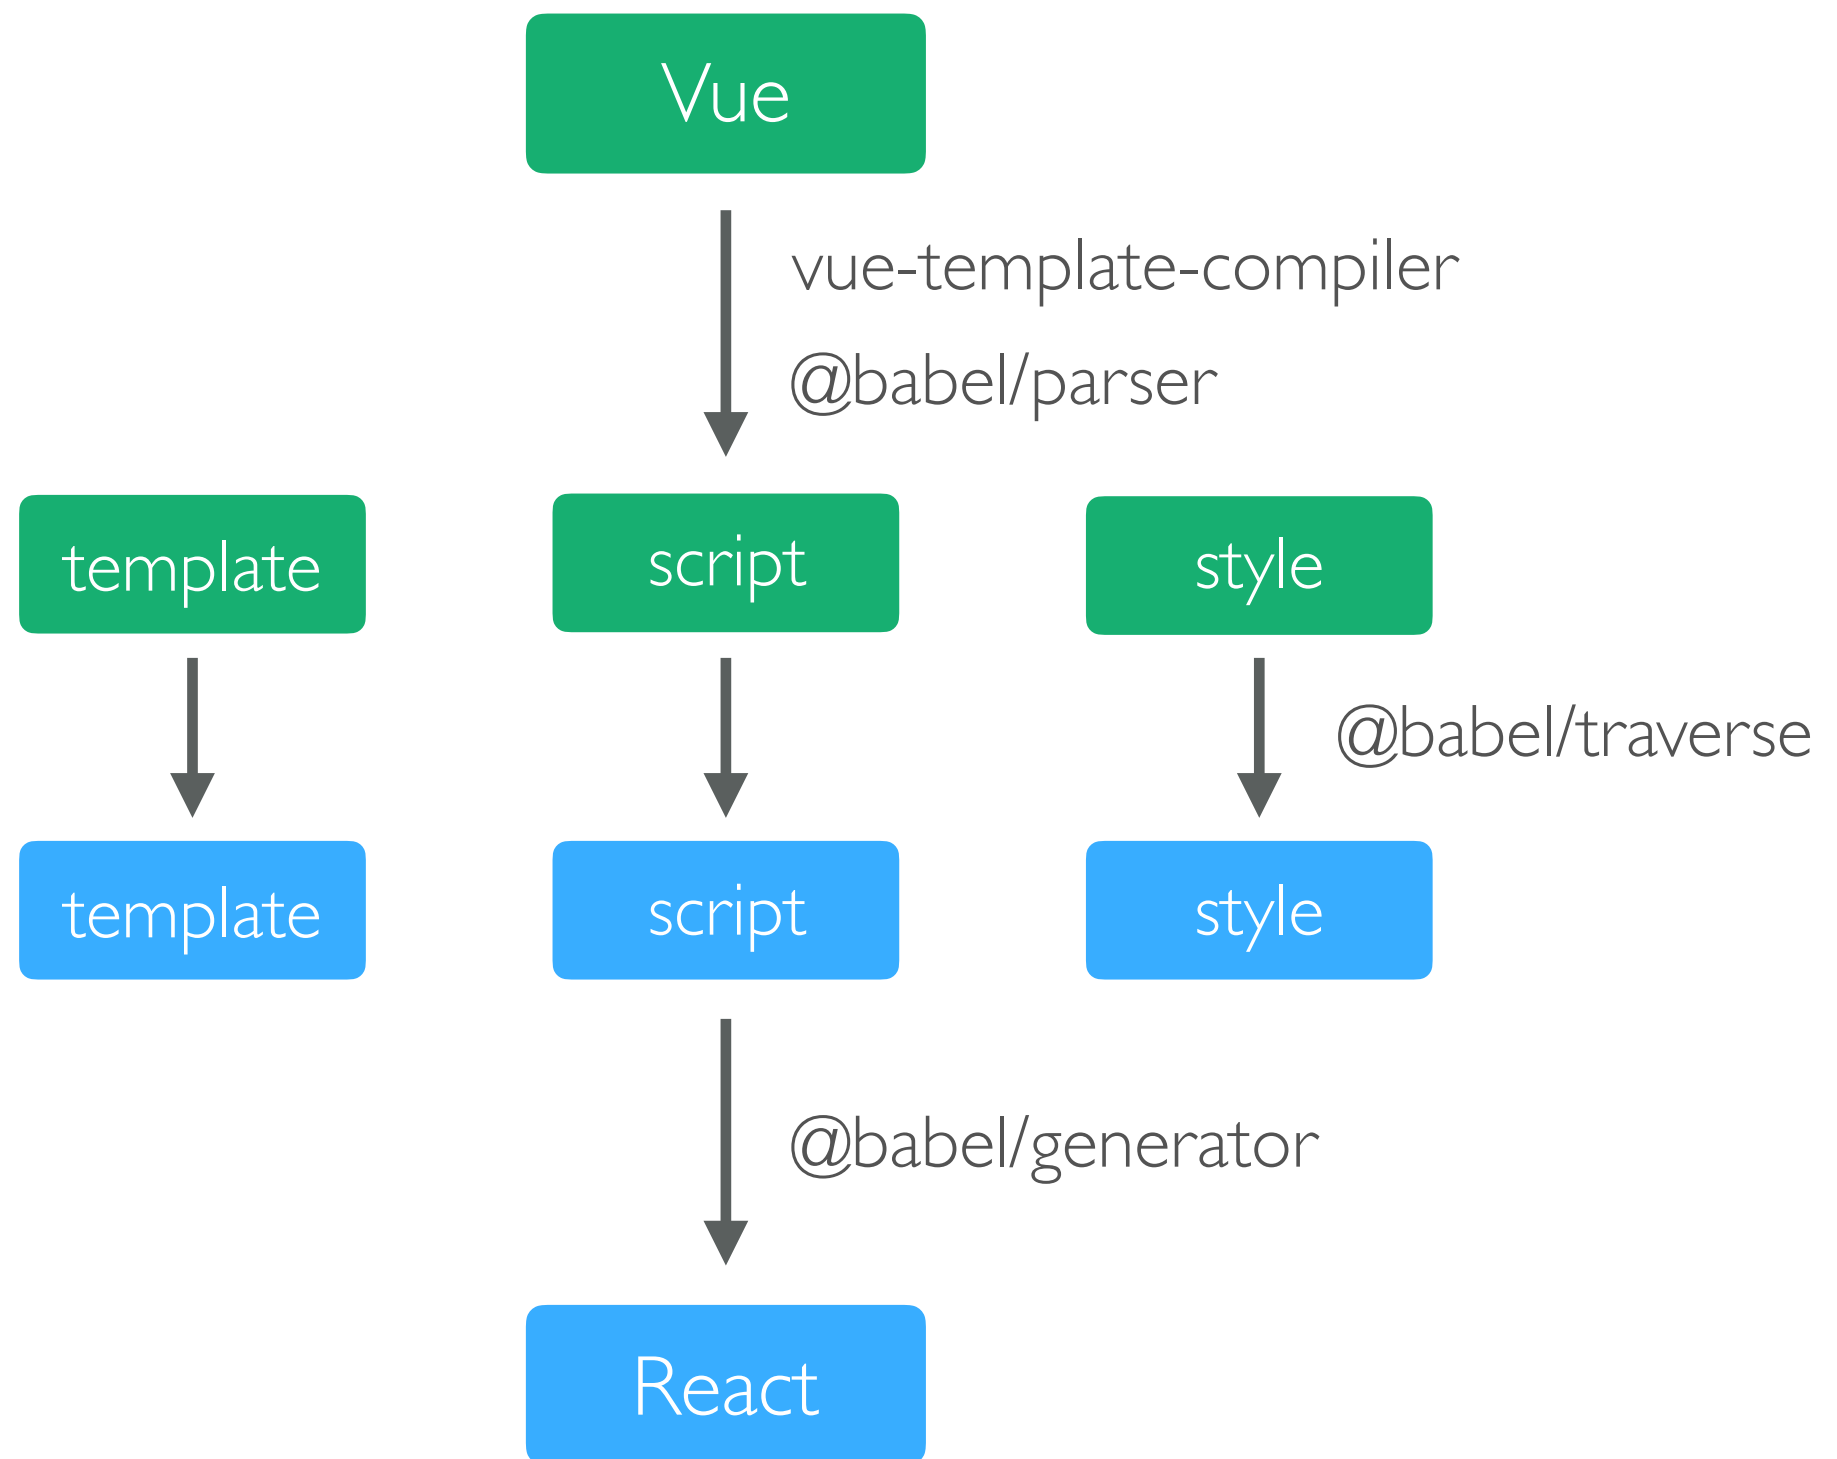 Vue
vue-template-compiler
@babel/parser
template
script
style
@babel/traverse
template
script
style
@babel/generator
React